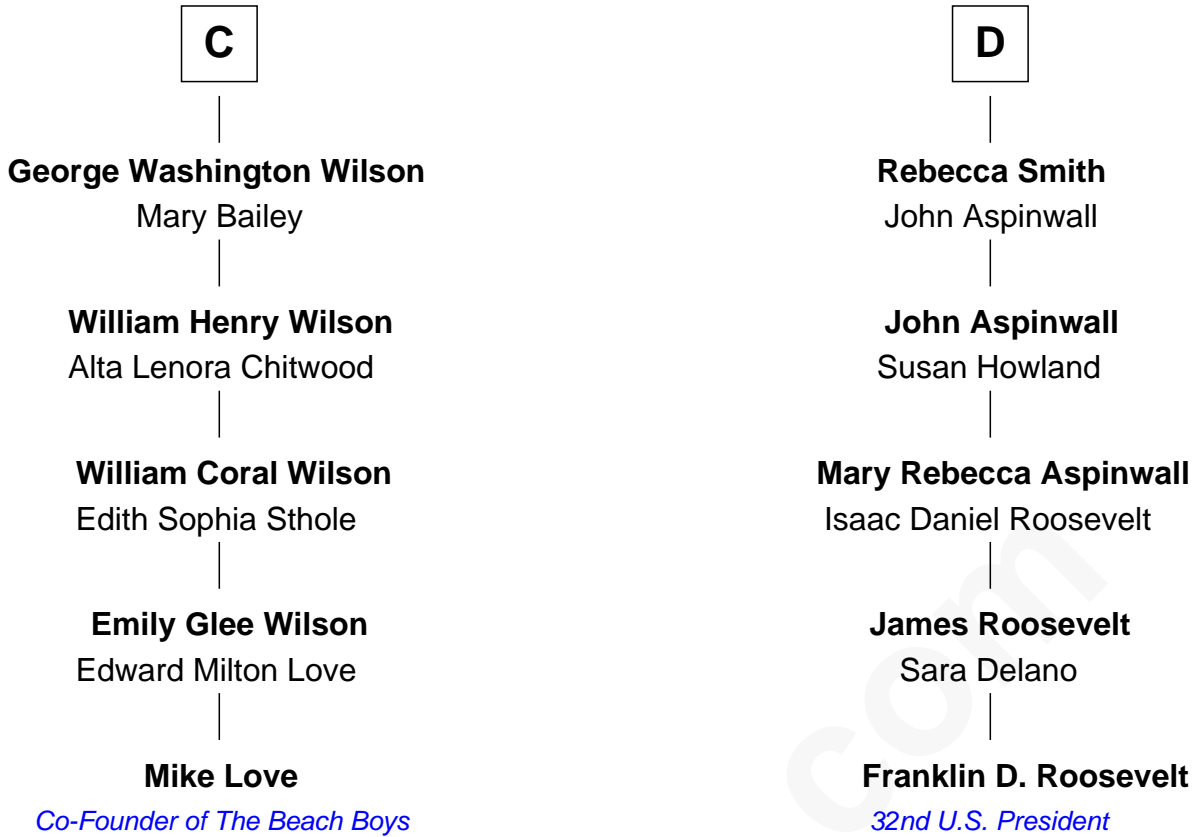 C
George Washington Wilson
Mary Bailey
William Henry Wilson
Alta Lenora Chitwood
William Coral Wilson
Edith Sophia Sthole
Emily Glee Wilson
Edward Milton Love
Mike Love
Co-Founder of The Beach Boys
D
Rebecca Smith
John Aspinwall
John Aspinwall
Susan Howland
Mary Rebecca Aspinwall
Isaac Daniel Roosevelt
James Roosevelt
Sara Delano
Franklin D. Roosevelt
32nd U.S. President
com